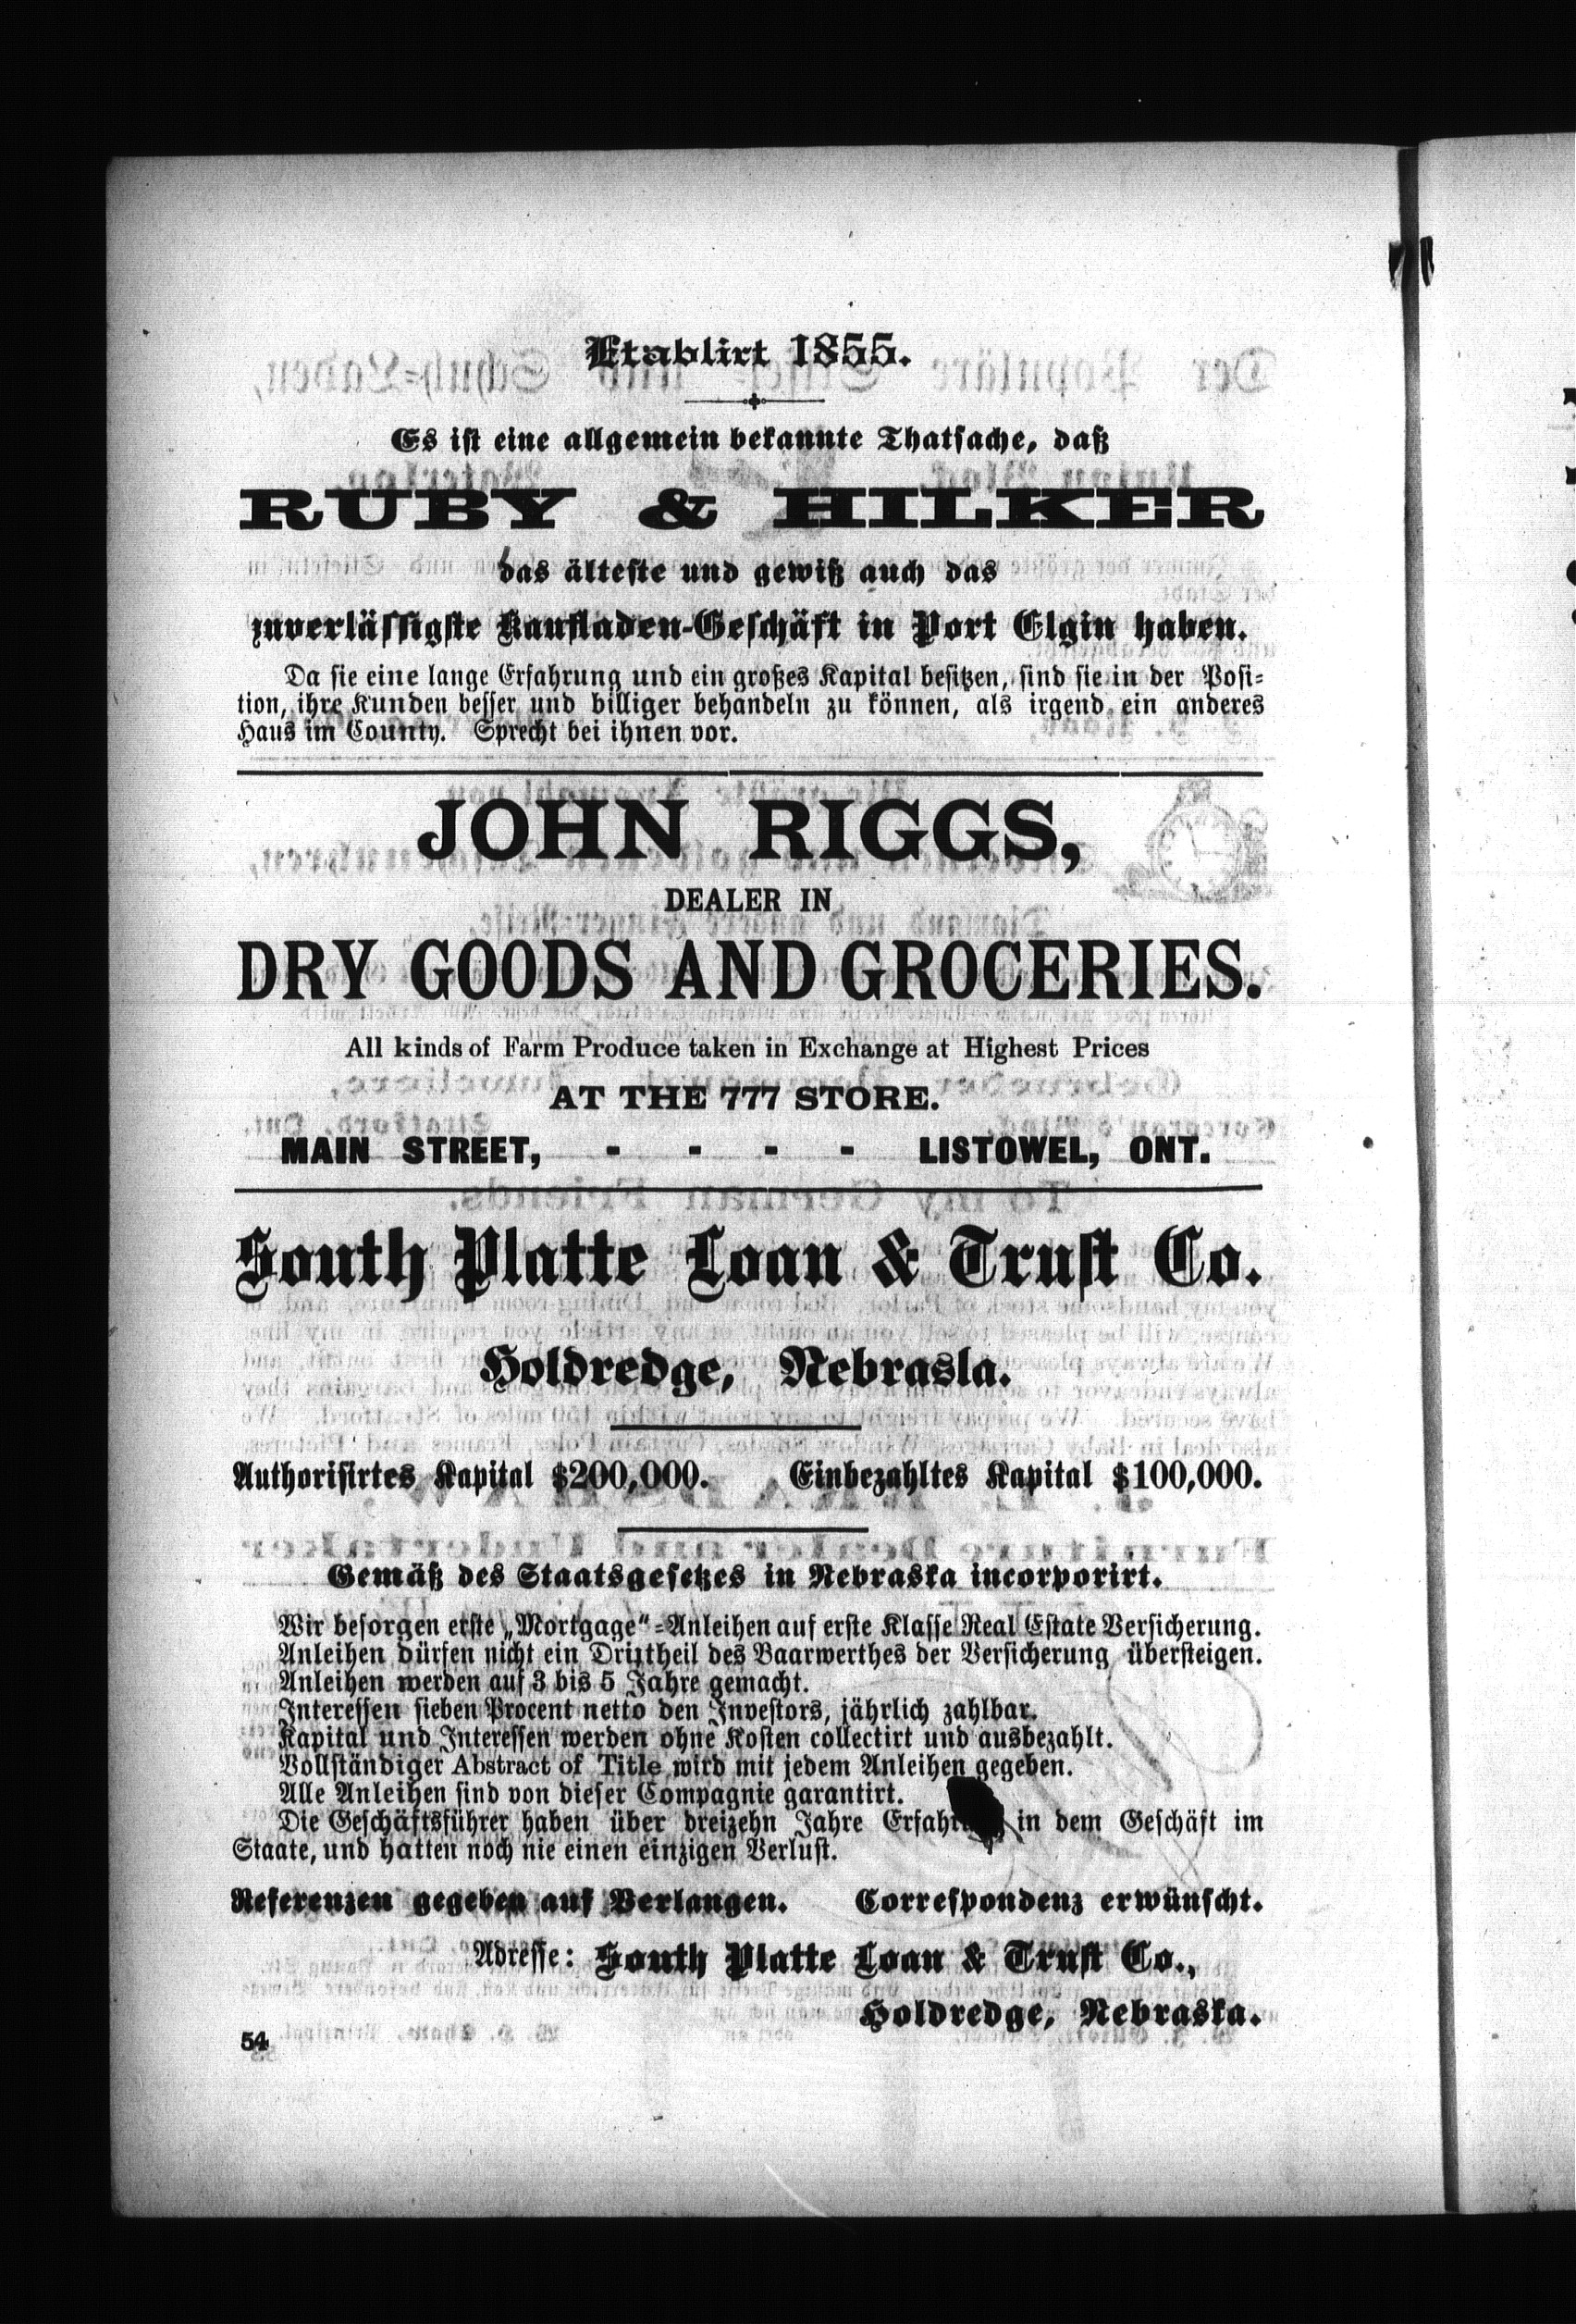 Etablirt 1855.
Es ist eine allgemein bekannte Thatsache, daß
RUBY & HILKER
das älteste und gewiß auch das
zuverlässigste Kaufladen-Geschäft in Port Elgin haben.
Da sie eine lange Erfahrung und ein großes Kapital besitzen, sind sie in der Posi-
tion, ihre Kunden besser und billiger behandeln zu können, als irgend ein anderes
Haus im County. Sprecht bei ihnen vor.
JOHN RIGGS,
DEALER IN
DRY GOODS AND GROCERIES.
All kinds of Farm Produce taken in Exchange at Highest Prices
AT THE 777 STORE.
MAIN STREET, - - - - LISTOWEL, ONT.
South Platte Loan & Trust Co.
Holdredge, Nebrasla.
Authorisirtes Kapital $200,000. Einbezahltes Kapital $100,000.
Gemäß des Staatsgesetzes in Nebraska incorporirt.
Wir besorgen erste „Mortgage"-Anleihen auf erste Klasse Real Estate Versicherung.
Anleihen dürfen nicht ein Dritttheil des Baarwerthes der Versicherung übersteigen.
Anleihen werden auf 3 bis 5 Jahre gemacht.
Interessen sieben Procent netto den Investors, jährlich zahlbar.
Kapital und Interessen werden ohne Kosten collectirt und ausbezahlt.
Vollständiger Abstract of Title wird mit jedem Anleihen gegeben.
Alle Anleihen sind von dieser Compagnie garantirt.
Die Geschäftsführer haben über dreizehn Jahre in dem Geschäft im
Staate, und hatten noch nie einen einzigen Verlust.
Referenzen gegeben auf Verlangen. Correspondenz erwünscht.
Adresse: South Platte Loan & Trust Co.,
Holdredge, Nebraska.
54